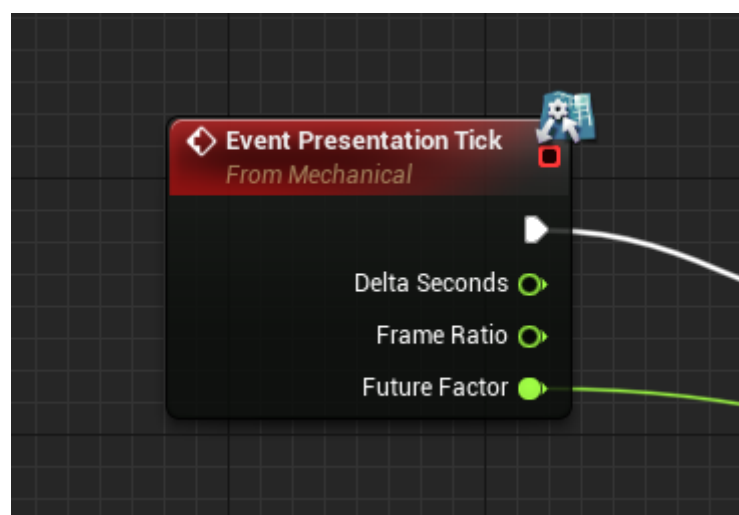 Event Presentation Tick
From Mechanical
Delta Seconds
Frame Ratio
Future Factor